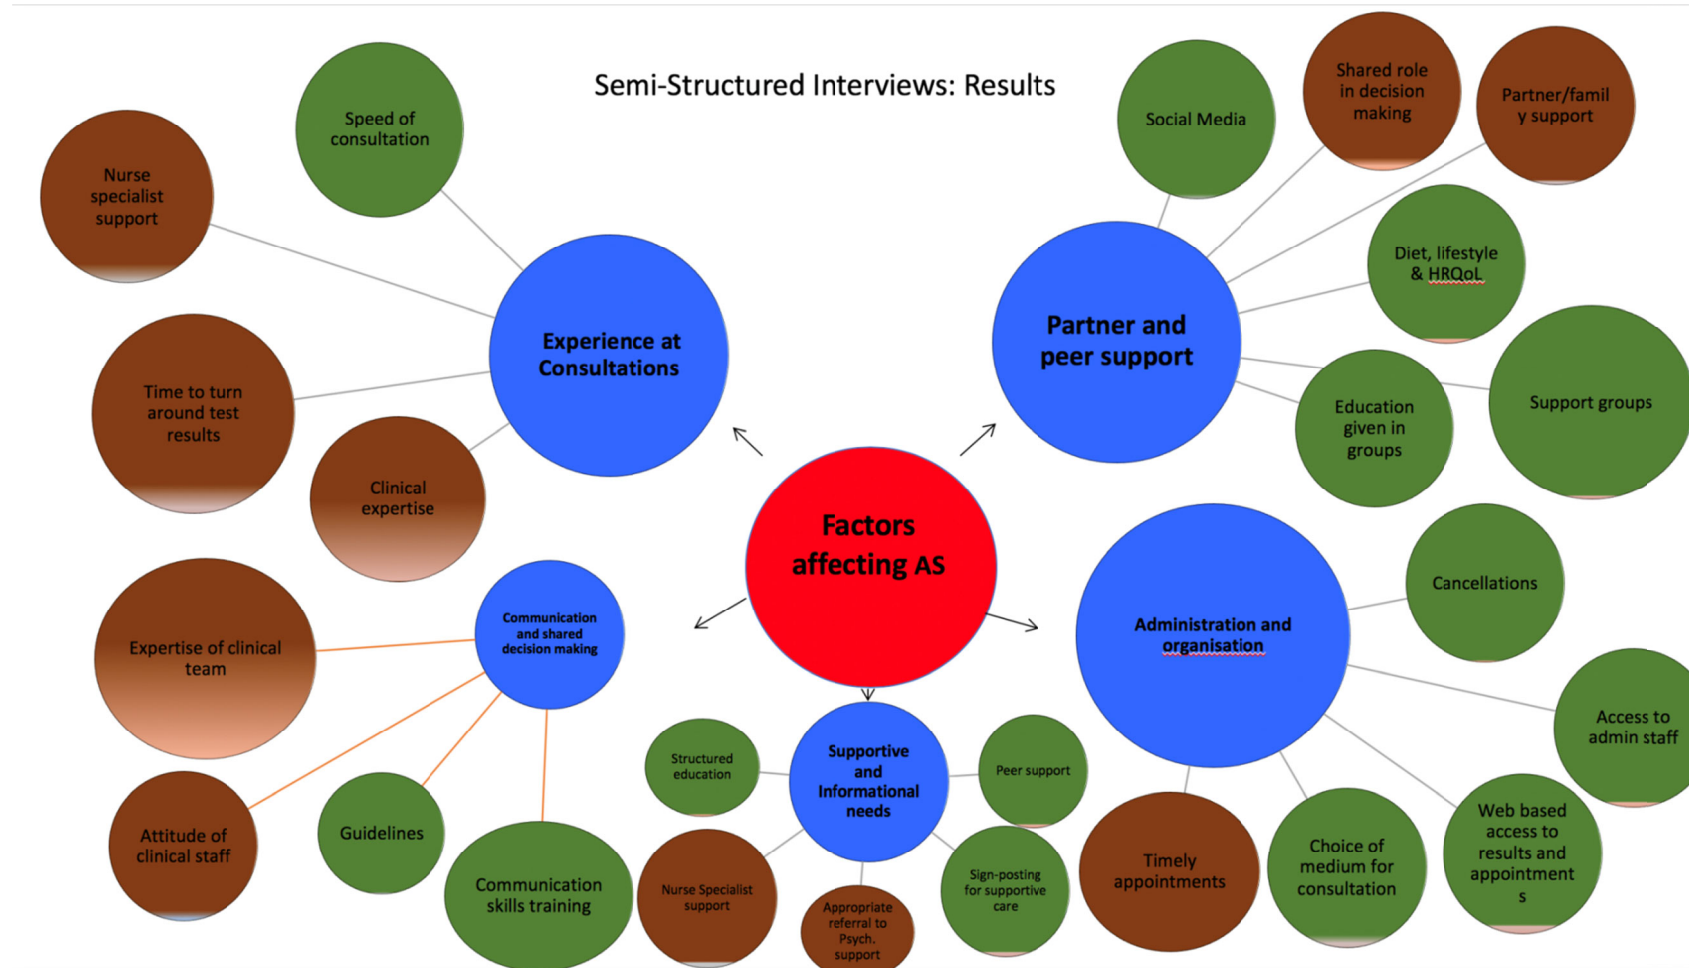 Semi-Structured Interviews: Results
Speed of
consultation
Nurse
specialist
support
Time to turn
around test
results
Clinical
expertise
Experience at
Consultations
Social Media
Shared role
in decision
making
Partner/famil
y support
Diet, lifestyle
& HRQoL
Support groups
Education
given in
groups
Partner and
peer support
Factors
affecting AS
Expertise of clinical
team
Communication
and shared
decision making
Attitude of
clinical staff
Guidelines
Communication
skills training
Structured
education
Supportive
and
Informational
needs
Peer support
Nurse Specialist
support
Appropriate
referral to
Psych.
support
Sign-posting
for supportive
care
Administration and
organisation
Cancellations
Access to
admin staff
Timely
appointments
Choice of
medium for
consultation
Web based
access to
results and
appointment
s